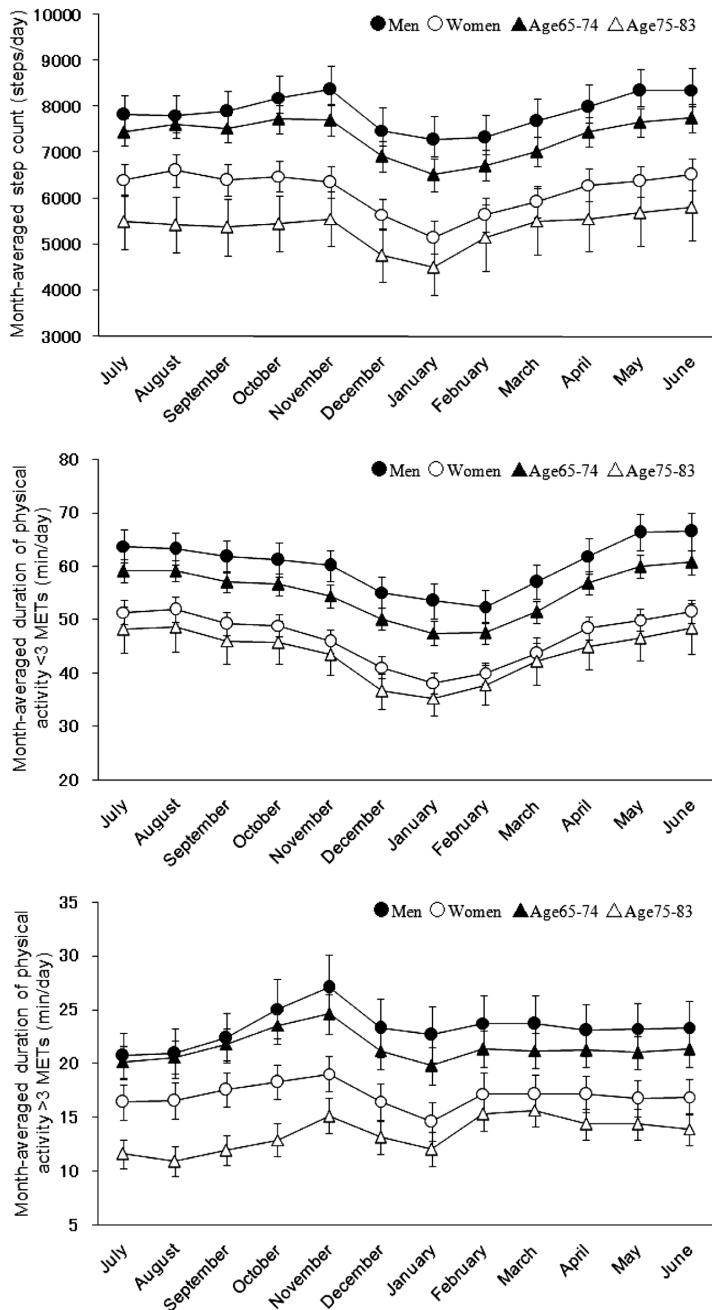 Men Women Age65-74 Age75-83
Month-averaged step count (steps/day)
10000
9000
8000
7000
6000
5000
4000
3000
July August September October November December January February March April May June
Men Women Age65-74 Age75-83
Month-averaged duration of physical
activity <3 METs (min/day)
80
70
60
50
40
30
20
July August September October November December January February March April May June
Men Women Age65-74 Age75-83
Month-averaged duration of physical
activity >3 METs (min/day)
35
30
25
20
15
10
5
July August September October November December January February March April May June